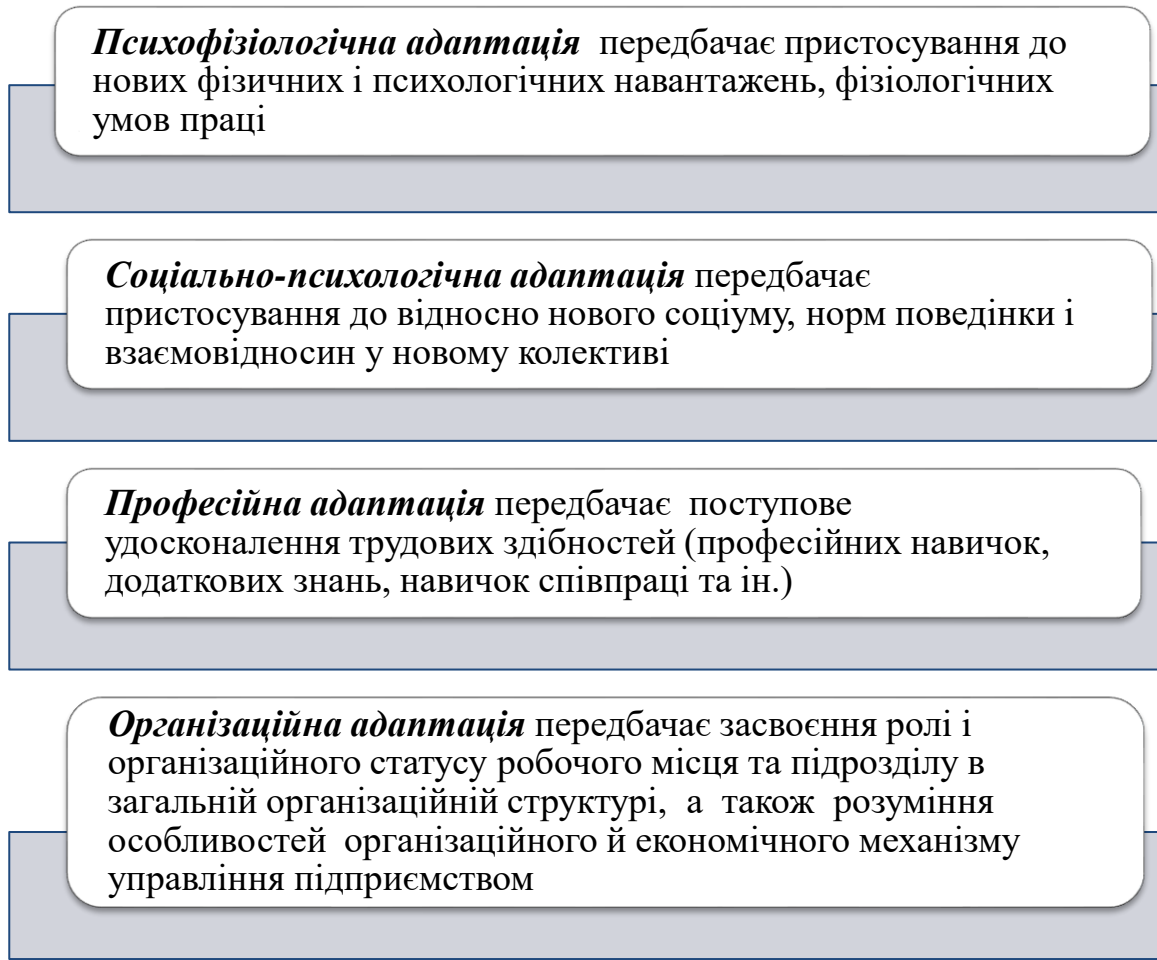 Психофізіологічна адаптація передбачає пристосування до
нових фізичних і психологічних навантажень, фізіологічних
умов праці
Соціально-психологічна адаптація передбачає
пристосування до відносно нового соціуму, норм поведінки і
взаємовідносин у новому колективі
Професійна адаптація передбачає поступове
удосконалення трудових здібностей (професійних навичок,
додаткових знань, навичок співпраці та ін.)
Організаційна адаптація передбачає засвоєння ролі і
організаційного статусу робочого місця та підрозділу в
загальній організаційній структурі, а також розуміння
особливостей організаційного й економічного механізму
управління підприємством